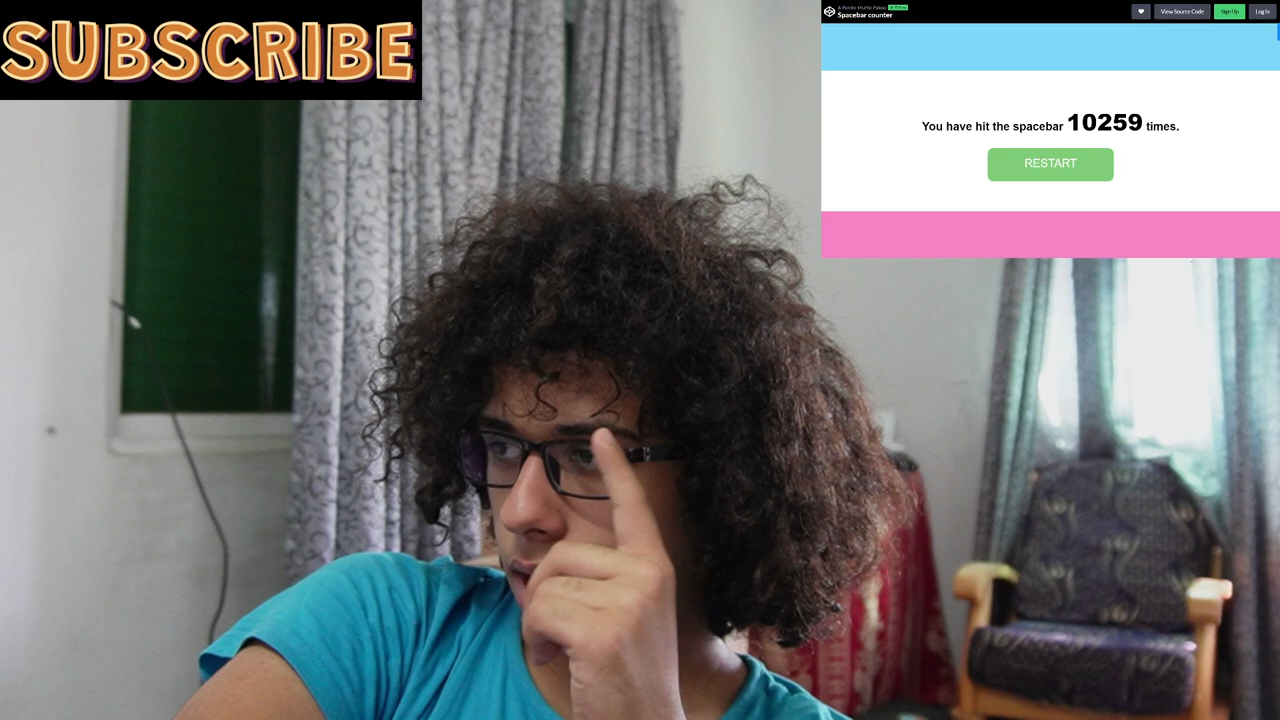 SUBSCRIBE
Spacebar counter
View Source Code
Sign Up
Log In
You have hit the spacebar 10259 times.
RESTART